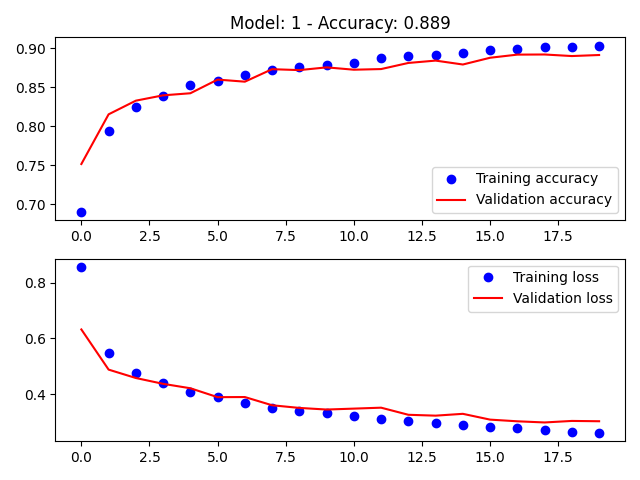 Model: 1 - Accuracy: 0.889
0.90
0.85
0.80
0.75
0.70
Training accuracy
Validation accuracy
0.0 2.5 5.0 7.5 10.0 12.5 15.0 17.5
0.8
0.6
0.4
Training loss
Validation loss
0.0 2.5 5.0 7.5 10.0 12.5 15.0 17.5